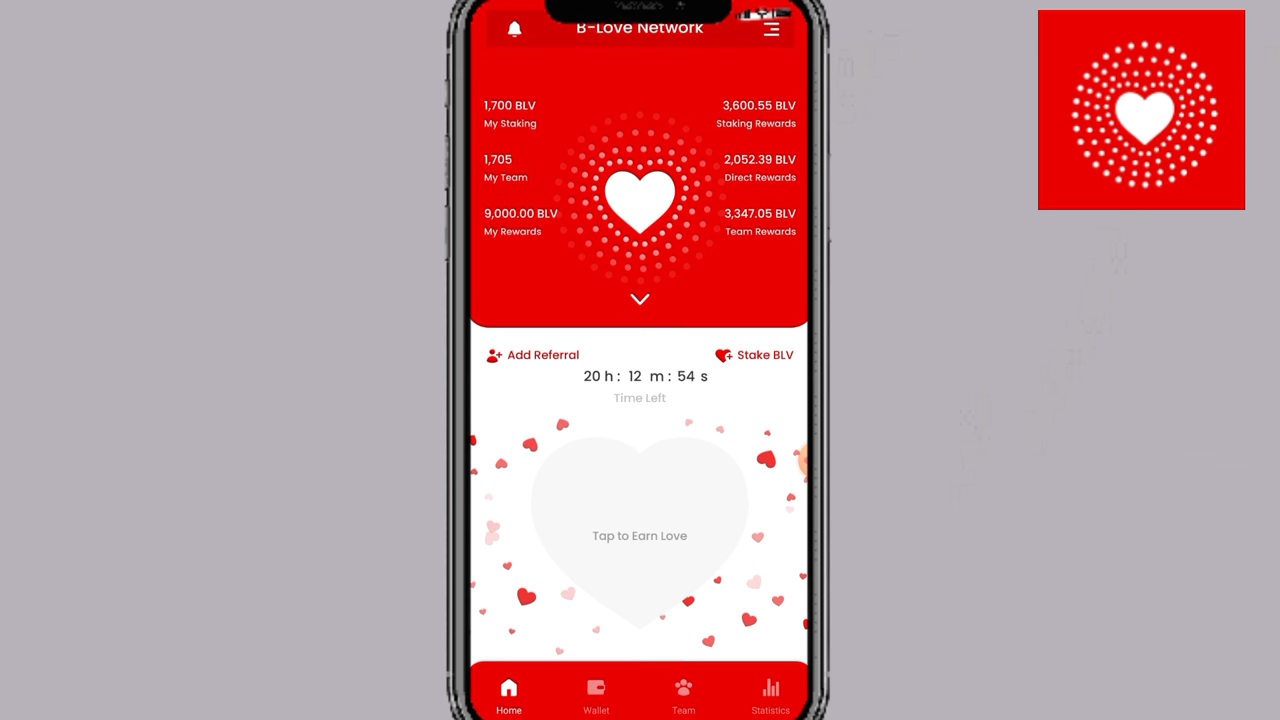 B-Love Network
1,700 BLV
My Staking
3,600.55 BLV
Staking Rewards
1,705
My Team
2,052.39 BLV
Direct Rewards
9,000.00 BLV
My Rewards
3,347.05 BLV
Team Rewards
Add Referral
Stake BLV
20 h : 12 m : 54 s
Time Left
Tap to Earn Love
Home
Wallet
Team
Statistics